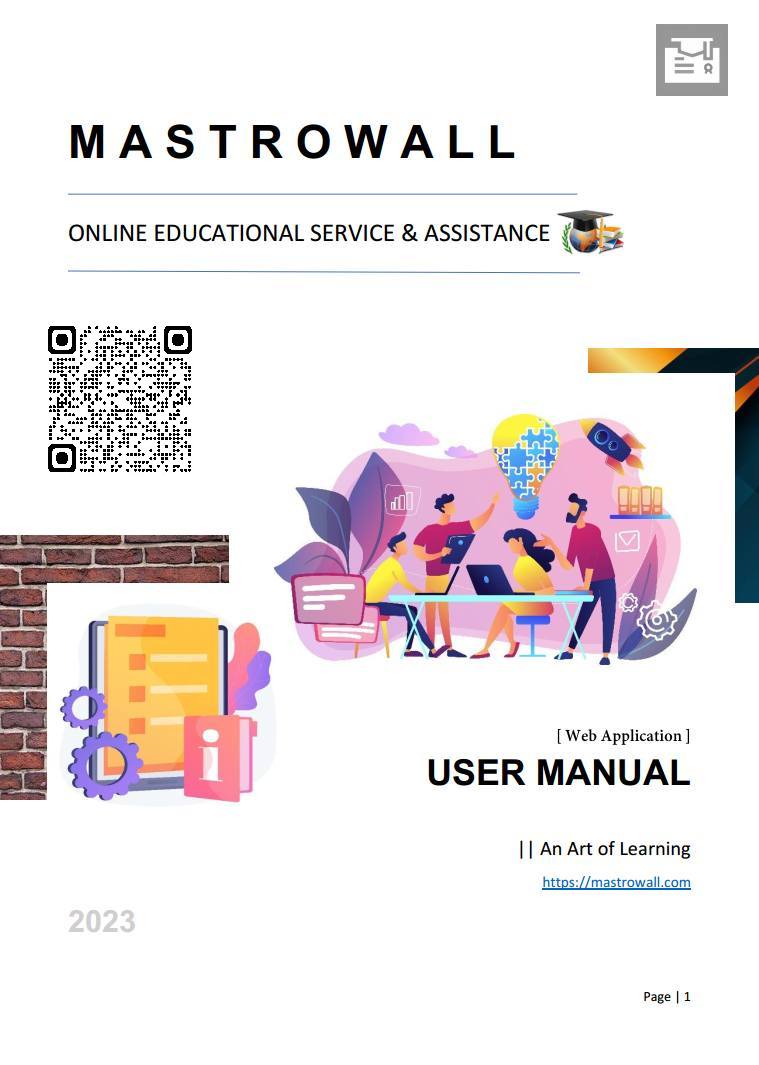 MASTROWALL
ONLINE EDUCATIONAL SERVICE & ASSISTANCE
[ Web Application ]
USER MANUAL
|| An Art of Learning
https://mastrowall.com
2023
Page | 1